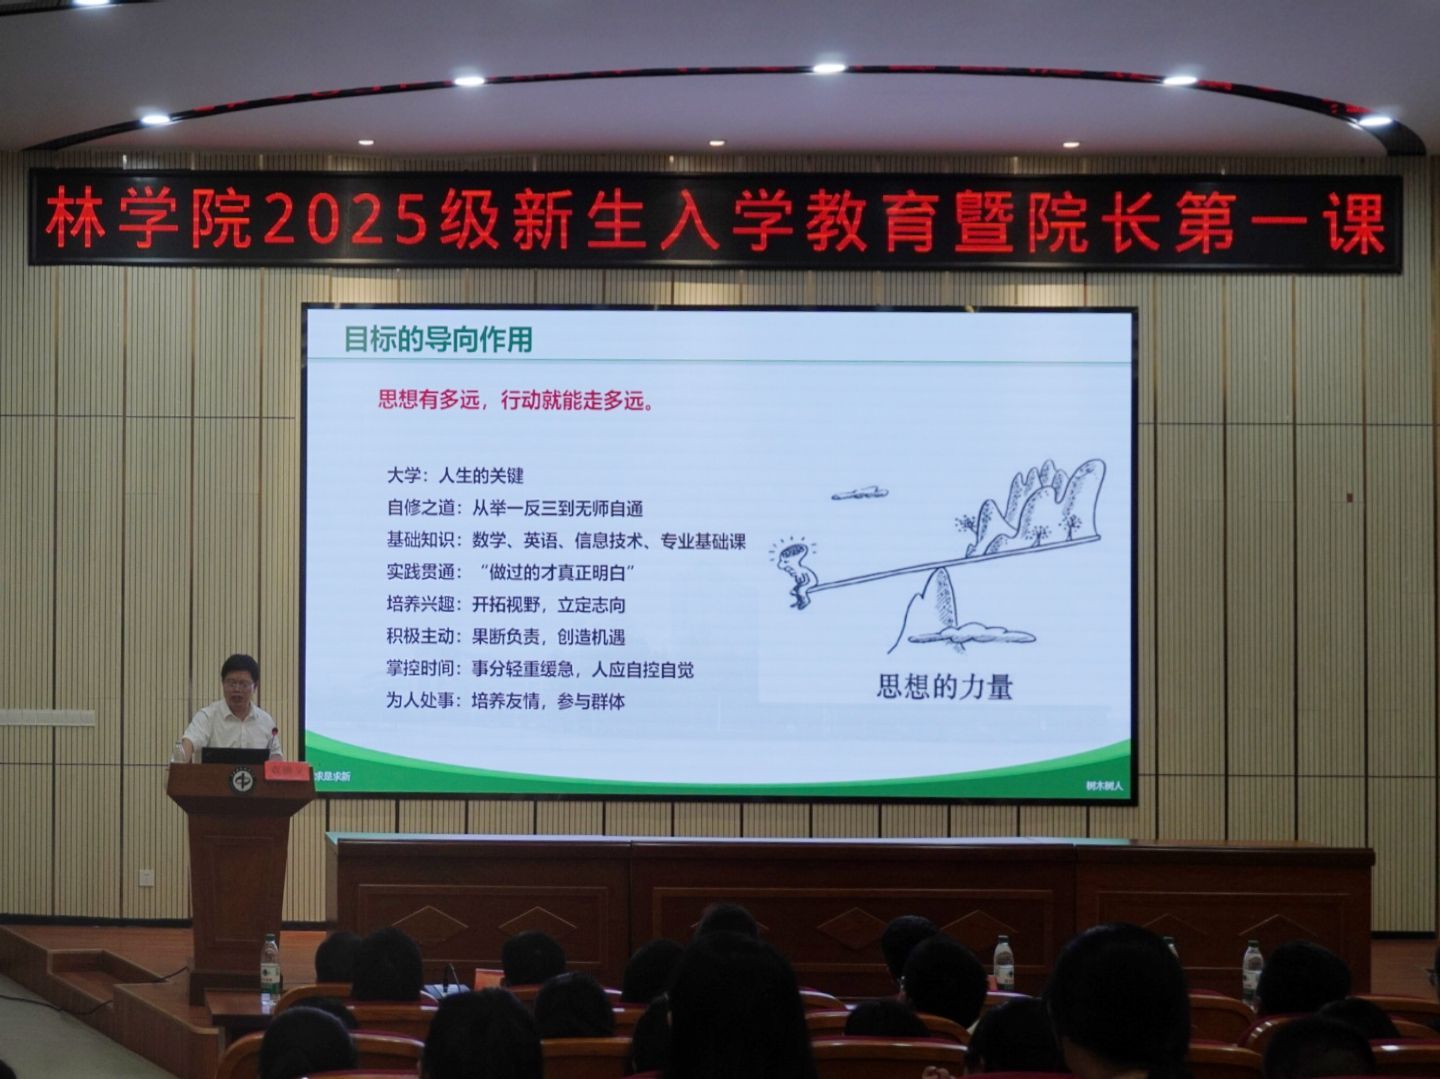 林学院2025级新生入学教育暨院长第一课
目标的导向作用
思想有多远，行动就能走多远。
大学：人生的关键
自修之道：从举一反三到无师自通
基础知识：数学、英语、信息技术、专业基础课
实践贯通：“做过的才真正明白”
培养兴趣：开拓视野，立定志向
积极主动：果断负责，创造机遇
掌控时间：事分轻重缓急，人应自控自觉
为人处事：培养友情，参与群体
思想的力量
求是求新
树木树人